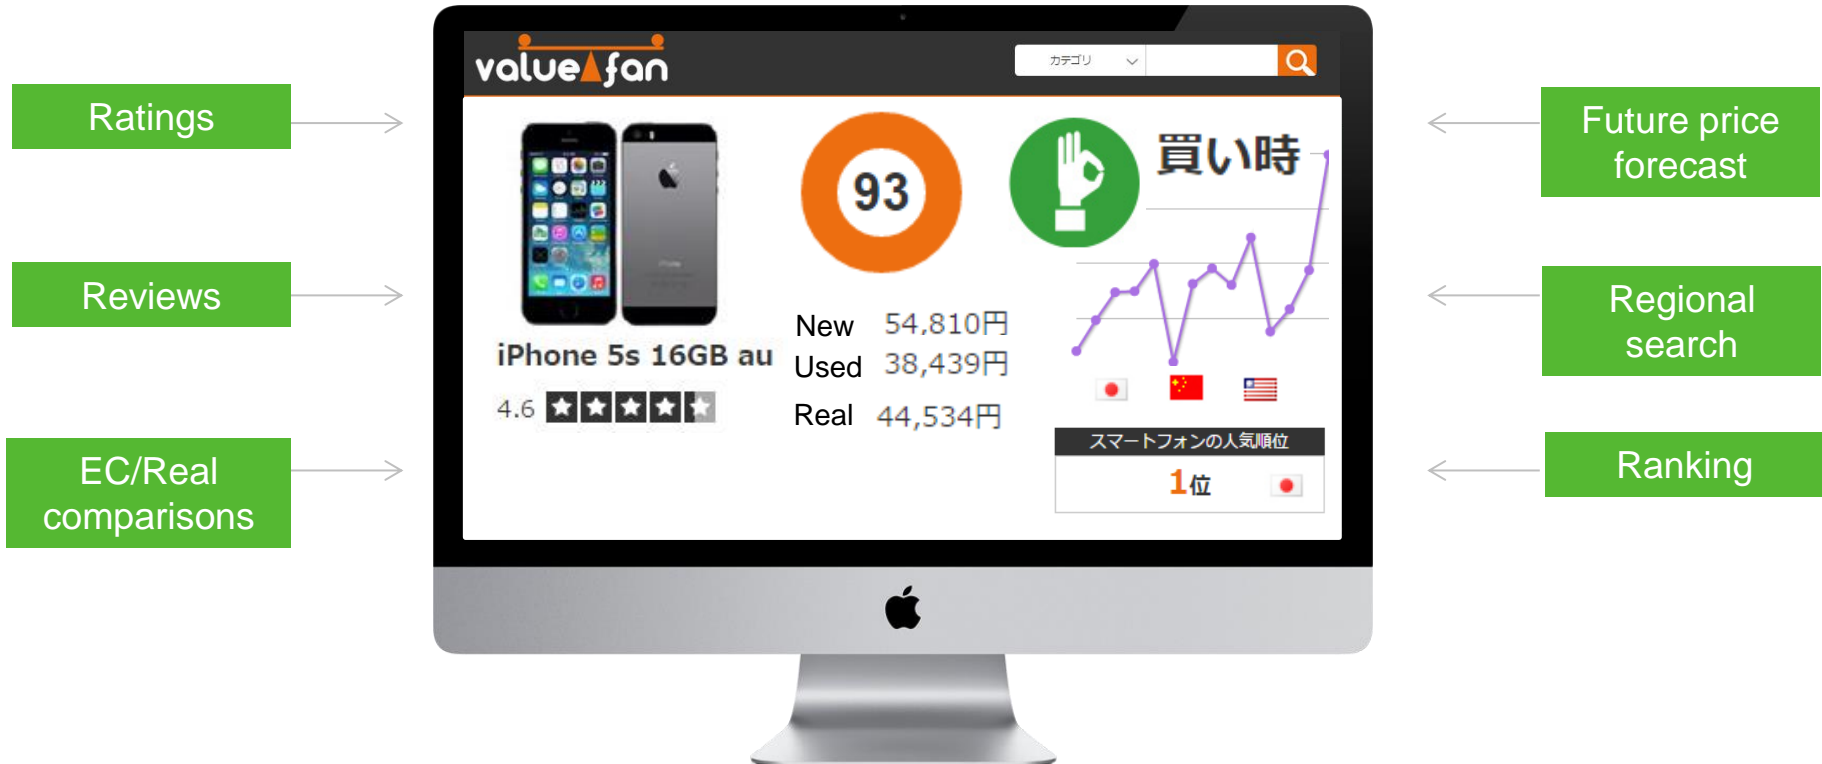 Ratings
Reviews
EC/Real
comparisons
value fan
カテゴリ
93
買い時
iPhone 5s 16GB au
4.6
New 54,810円
Used 38,439円
Real 44,534円
スマートフォンの人気順位
1位
Future price
forecast
Regional
search
Ranking